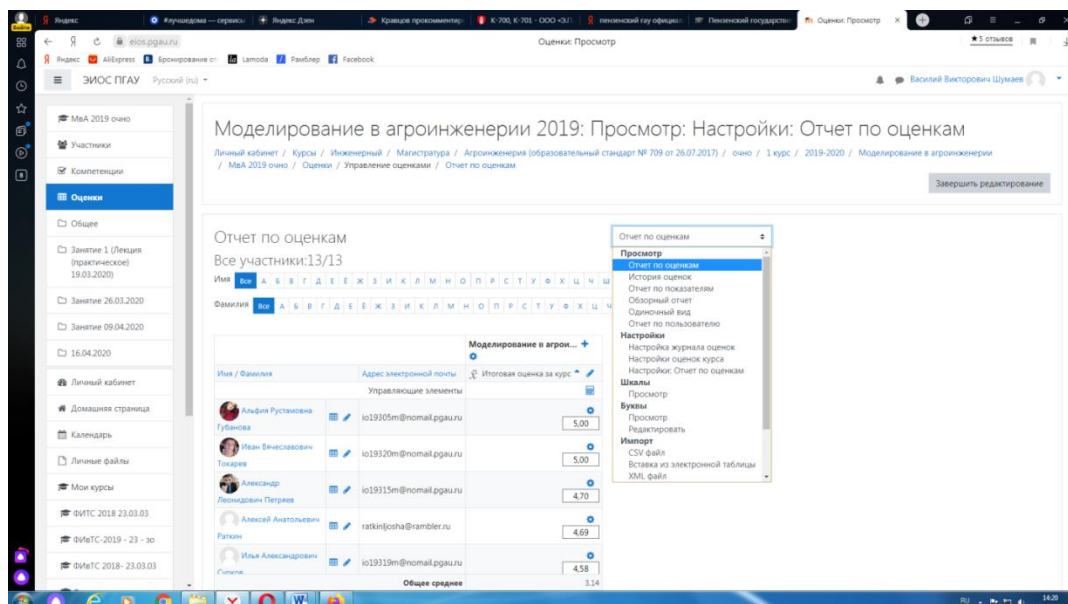 Яндекс
#лучшедома — сервисы
Яндекс.Дзен
Кравцов прокомментир
К-700, К-701 - ООО «З.П.
пензенский гау официал
Пензенский государстве
Оценки: Просмотр
eios.pgau.ru
Оценки: Просмотр
★ 5 отзывов
Яндекс
AliExpress
Бронирование от
Lamoda
Рамблер
Facebook
ЭИОС ПГАУ Русский (ru)
Василий Викторович Шумаев
МвА 2019 очно
Участники
Компетенции
Оценки
Общее
Занятие 1 (Лекция
(практическое)
19.03.2020)
Занятие 26.03.2020
Занятие 09.04.2020
16.04.2020
Личный кабинет
Домашняя страница
Календарь
Личные файлы
Мои курсы
ФИТС 2018 23.03.03
ФИвТС-2019 - 23 - зо
ФИвТС 2018- 23.03.03
Моделирование в агроинженерии 2019: Просмотр: Настройки: Отчет по оценкам
Личный кабинет / Курсы / Инженерный / Магистратура / Агроинженерия (образовательный стандарт № 709 от 26.07.2017) / очно / 1 курс / 2019-2020 / Моделирование в агроинженерии
/ МвА 2019 очно / Оценки / Управление оценками / Отчет по оценкам
Завершить редактирование
Отчет по оценкам
Все участники:13/13
Имя Все А Б В Г Д Е Ё Ж З И К Л М Н О П Р С Т У Ф Х Ц Ч Ш
Фамилия Все А Б В Г Д Е Ё Ж З И К Л М Н О П Р С Т У Ф Х Ц Ч
Моделирование в агрои...
Имя / Фамилия Адрес электронной почты Итоговая оценка за курс
Управляющие элементы
Альфия Рустамовна
Губанова io19305m@nomail.pgau.ru 5,00
Иван Вячеславович
Токарев io19320m@nomail.pgau.ru 5,00
Александр
Леонидович Петряев io19315m@nomail.pgau.ru 4,70
Алексей Анатольевич
Раткин ratkinljosha@rambler.ru 4,69
Илья Александрович
io19319m@nomail.pgau.ru 4,58
Общее среднее 3,14
Отчет по оценкам
Просмотр
Отчет по оценкам
История оценок
Отчет по показателям
Обзорный отчет
Одиночный вид
Отчет по пользователю
Настройки
Настройка журнала оценок
Настройки оценок курса
Настройки: Отчет по оценкам
Шкалы
Просмотр
Буквы
Просмотр
Редактировать
Импорт
CSV файл
Вставка из электронной таблицы
XML файл
RU
14:20